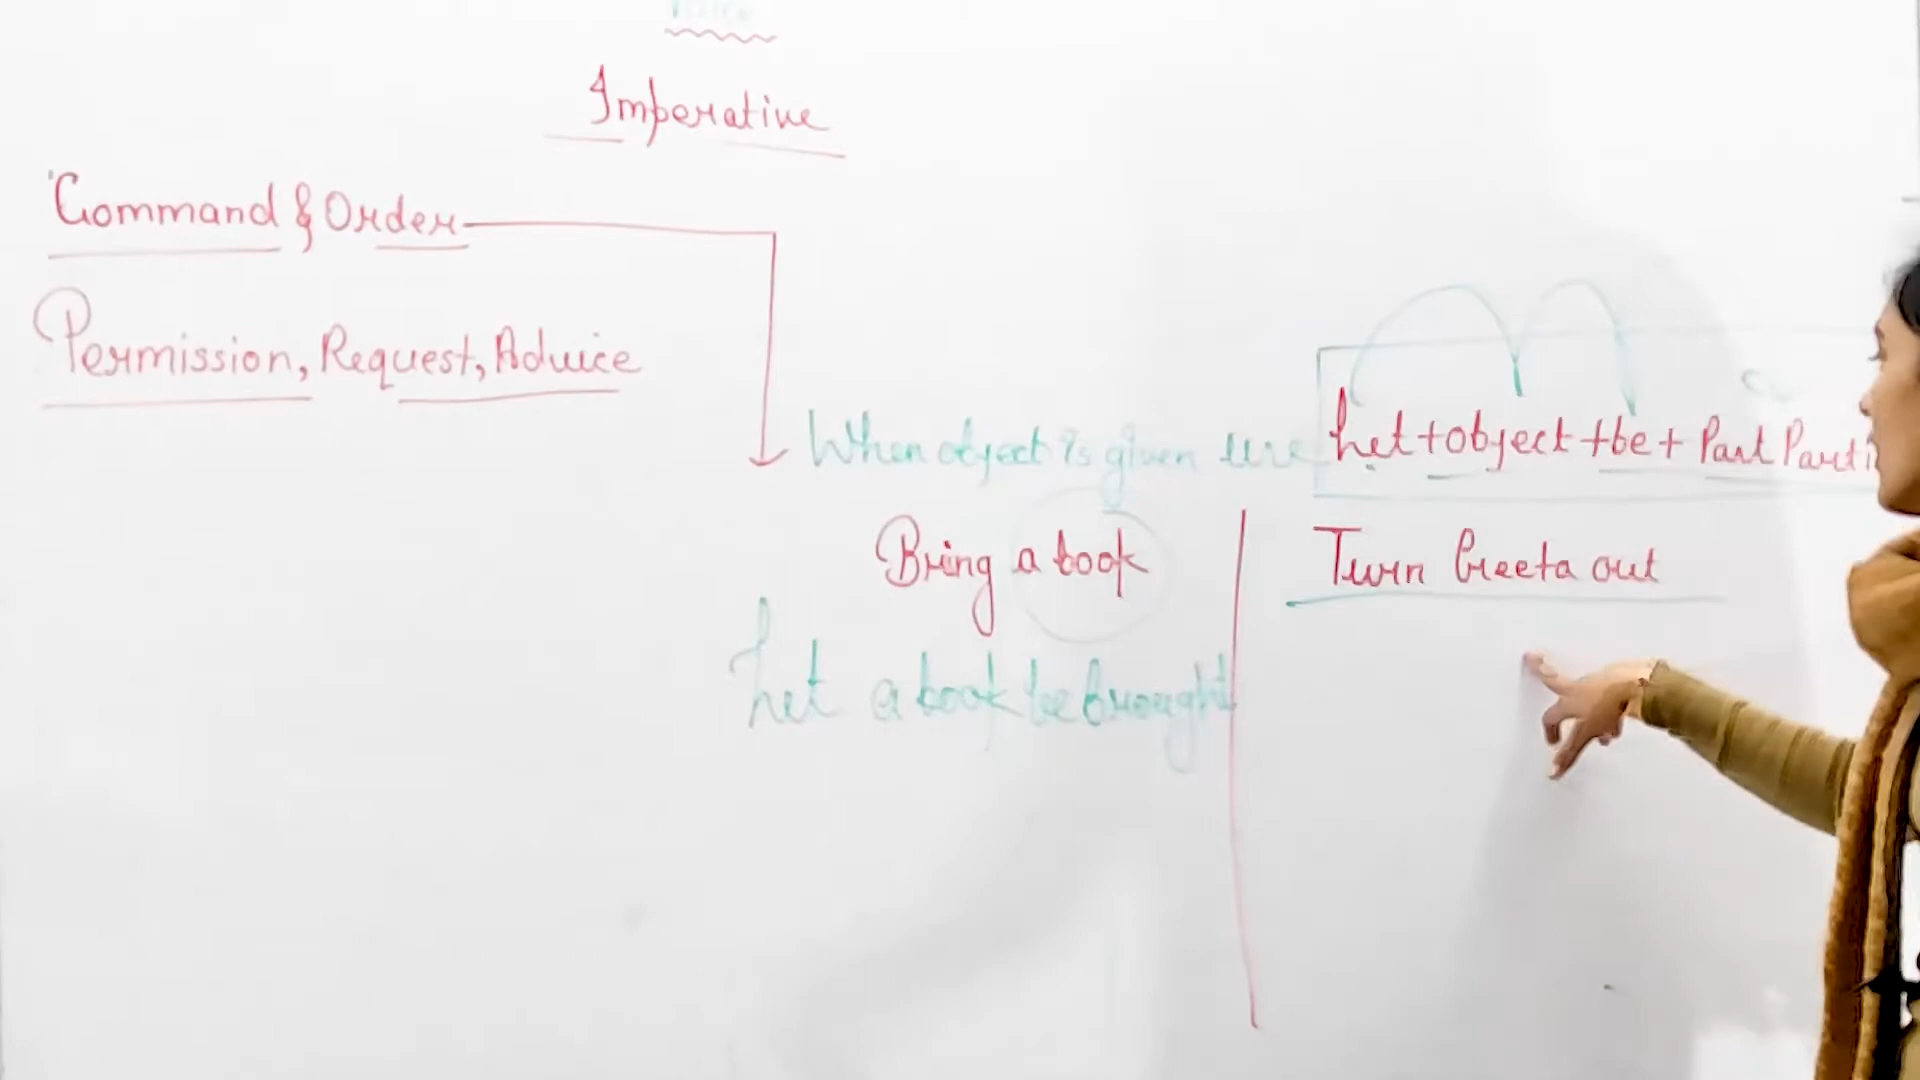 Voice
Imperative
Command & Order
Permission, Request, Advice
When object is given use Let + object + be + Past Parti
Bring a book
Turn Geeta out
Let a book be brought